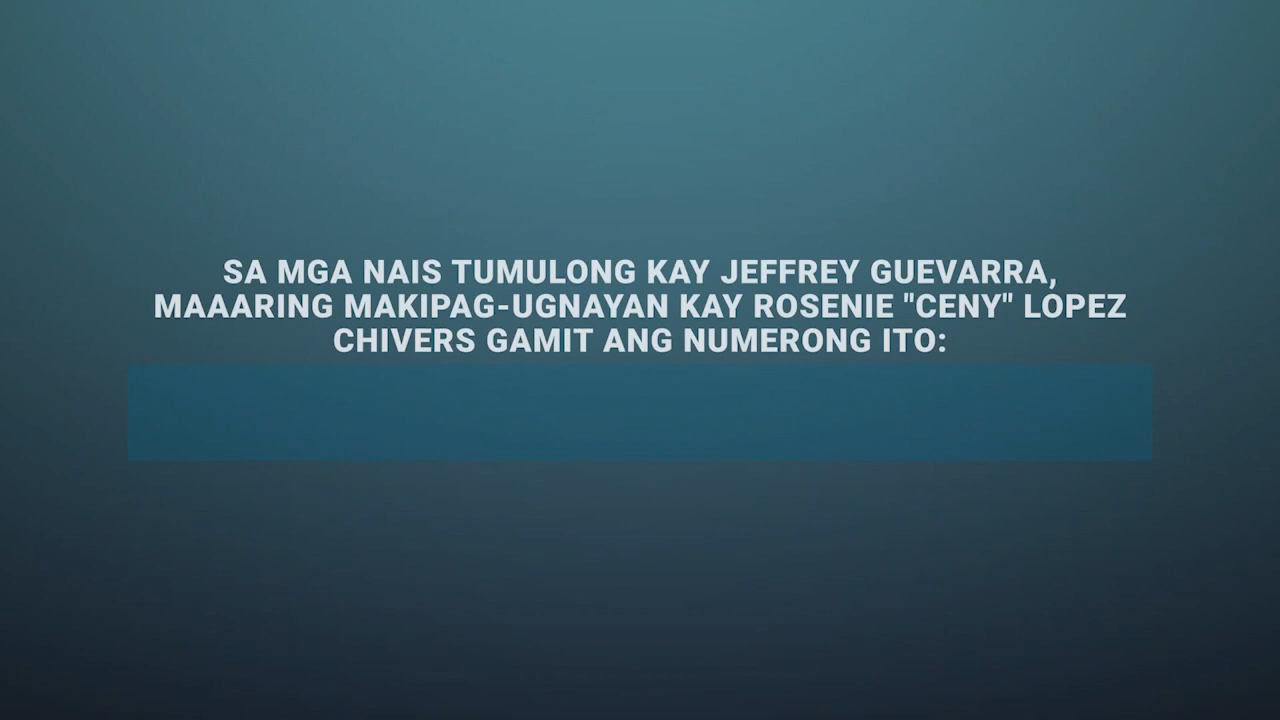 SA MGA NAIS TUMULONG KAY JEFFREY GUEVARRA,
MAAARING MAKIPAG-UGNAYAN KAY ROSENIE "CENY" LOPEZ
CHIVERS GAMIT ANG NUMERONG ITO: